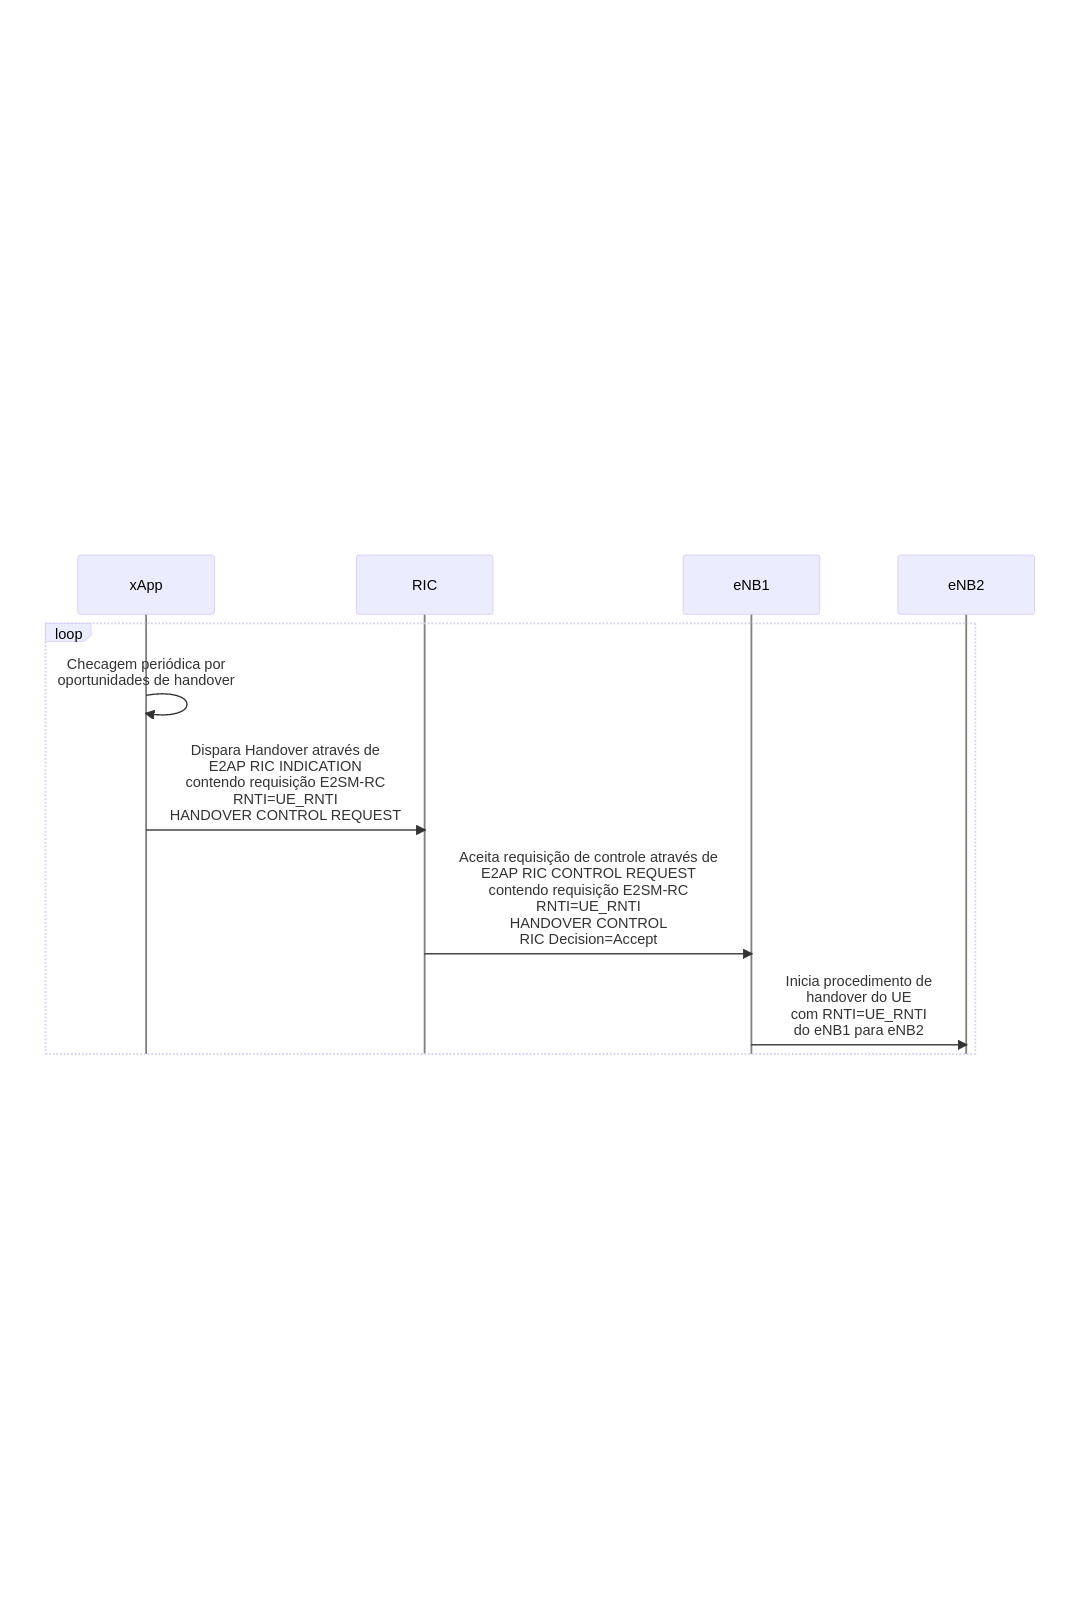 xApp
RIC
eNB1
eNB2
loop
Checagem periódica por
oportunidades de handover
Dispara Handover através de
E2AP RIC INDICATION
contendo requisição E2SM-RC
RNTI=UE_RNTI
HANDOVER CONTROL REQUEST
Aceita requisição de controle através de
E2AP RIC CONTROL REQUEST
contendo requisição E2SM-RC
RNTI=UE_RNTI
HANDOVER CONTROL
RIC Decision=Accept
Inicia procedimento de
handover do UE
com RNTI=UE_RNTI
do eNB1 para eNB2